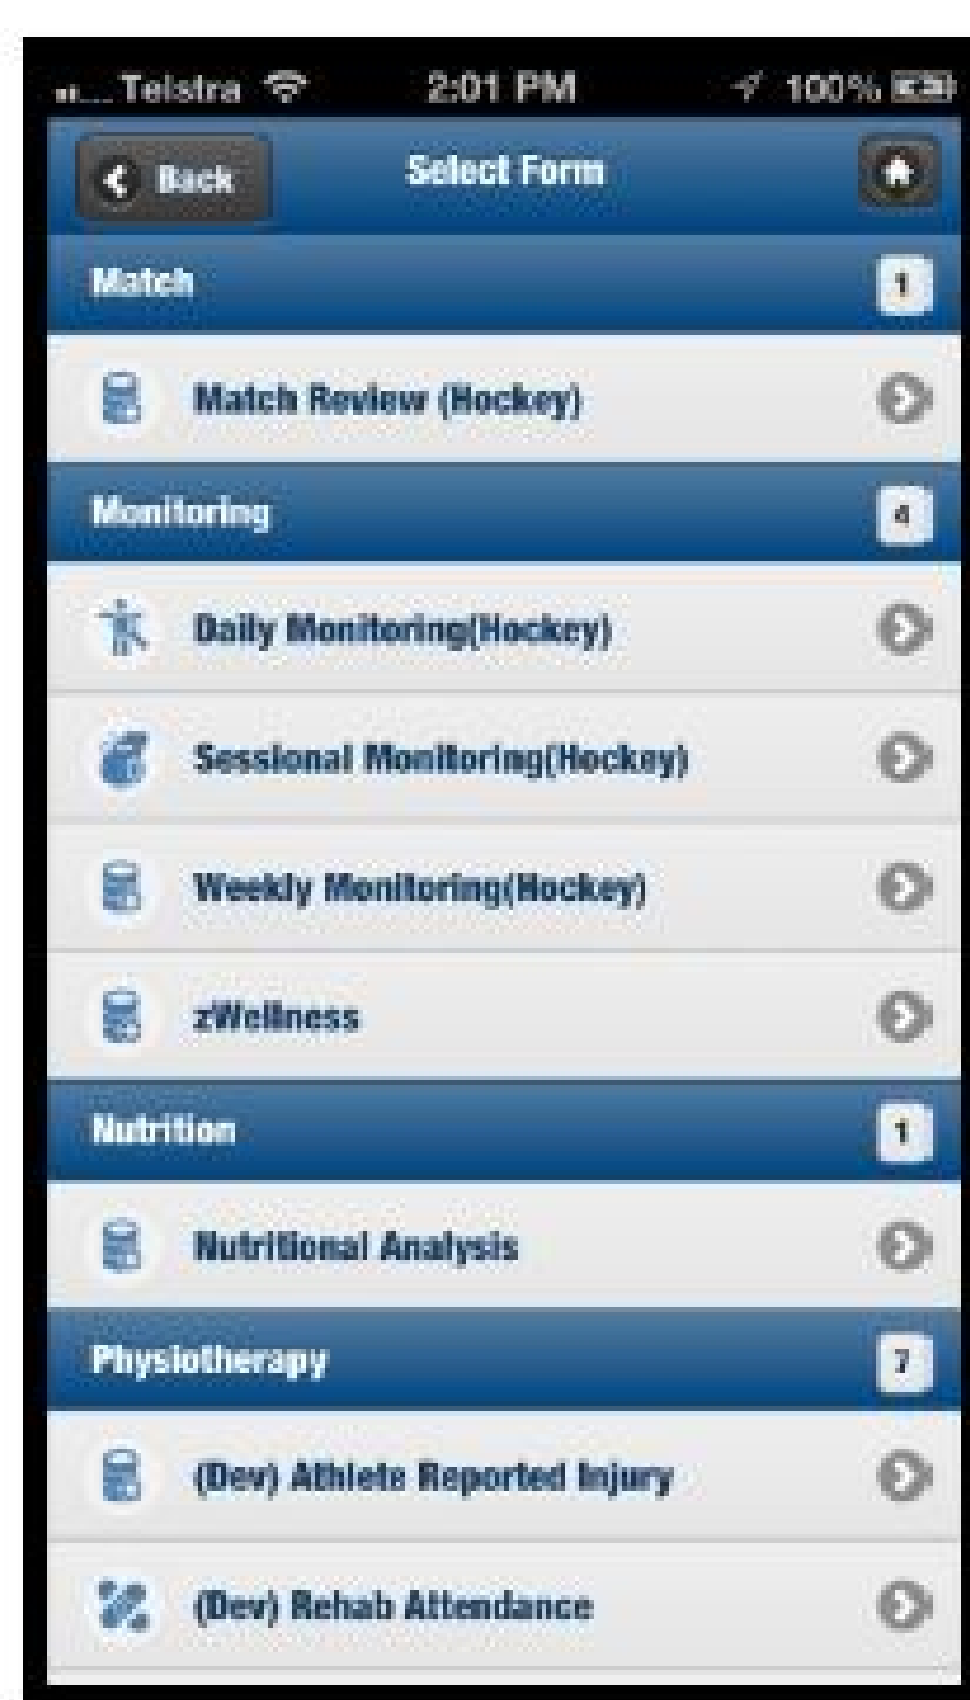 Telstra 2:01 PM 100%
Back Select Form
Match 1
Match Review (Hockey)
Monitoring 4
Daily Monitoring(Hockey)
Sessional Monitoring(Hockey)
Weekly Monitoring(Hockey)
zWellness
Nutrition 1
Nutritional Analysis
Physiotherapy 7
(Dev) Athlete Reported Injury
(Dev) Rehab Attendance